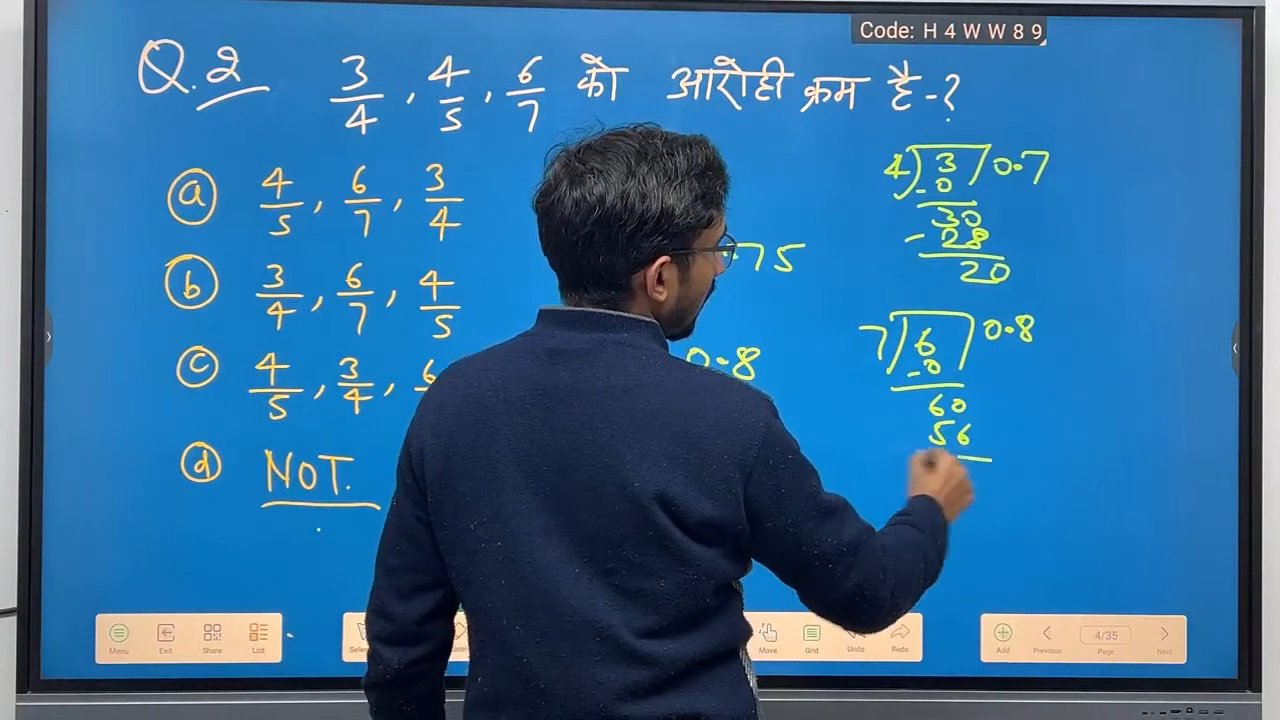 Code: H 4 W W 8 9
Q.2 3/4, 4/5, 6/7 को आरोही क्रम है-?
ⓐ 4/5, 6/7, 3/4
ⓑ 3/4, 6/7, 4/5
ⓒ 4/5, 3/4, 6
ⓓ NOT.
.75
0.8
4) 3 / 0.7
-0
30
- 28
20
7) 6 / 0.8
-0
60
56
Menu Exit Share List Move Grid Undo Redo Add Previous 4/35 Page Next